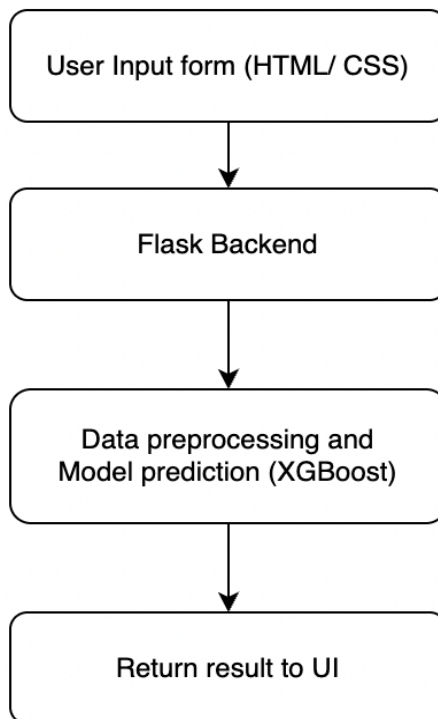 User Input form (HTML/ CSS)
Flask Backend
Data preprocessing and
Model prediction (XGBoost)
Return result to UI